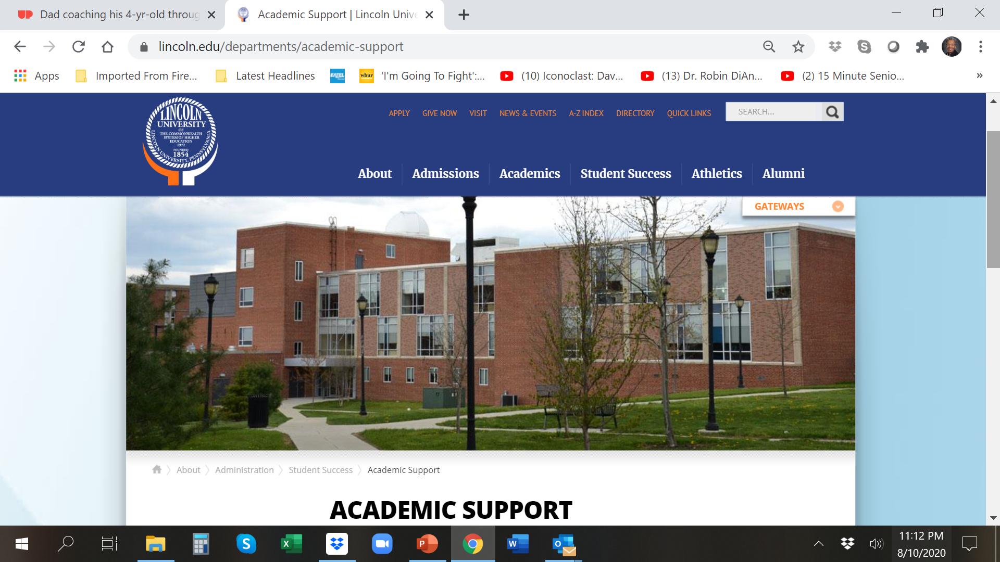 Dad coaching his 4-yr-old throug
Academic Support | Lincoln Unive
lincoln.edu/departments/academic-support
Apps
Imported From Fire...
Latest Headlines
wbur
'I'm Going To Fight':...
(10) Iconoclast: Dav...
(13) Dr. Robin DiAn...
(2) 15 Minute Senio...
LINCOLN
UNIVERSITY
OF
THE COMMONWEALTH
SYSTEM OF HIGHER
EDUCATION
1972
FOUNDED
1854
LINCOLN UNIVERSITY, PENNSYLVANIA
APPLY
GIVE NOW
VISIT
NEWS & EVENTS
A-Z INDEX
DIRECTORY
QUICK LINKS
SEARCH...
About
Admissions
Academics
Student Success
Athletics
Alumni
GATEWAYS
About
Administration
Student Success
Academic Support
ACADEMIC SUPPORT
11:12 PM
8/10/2020